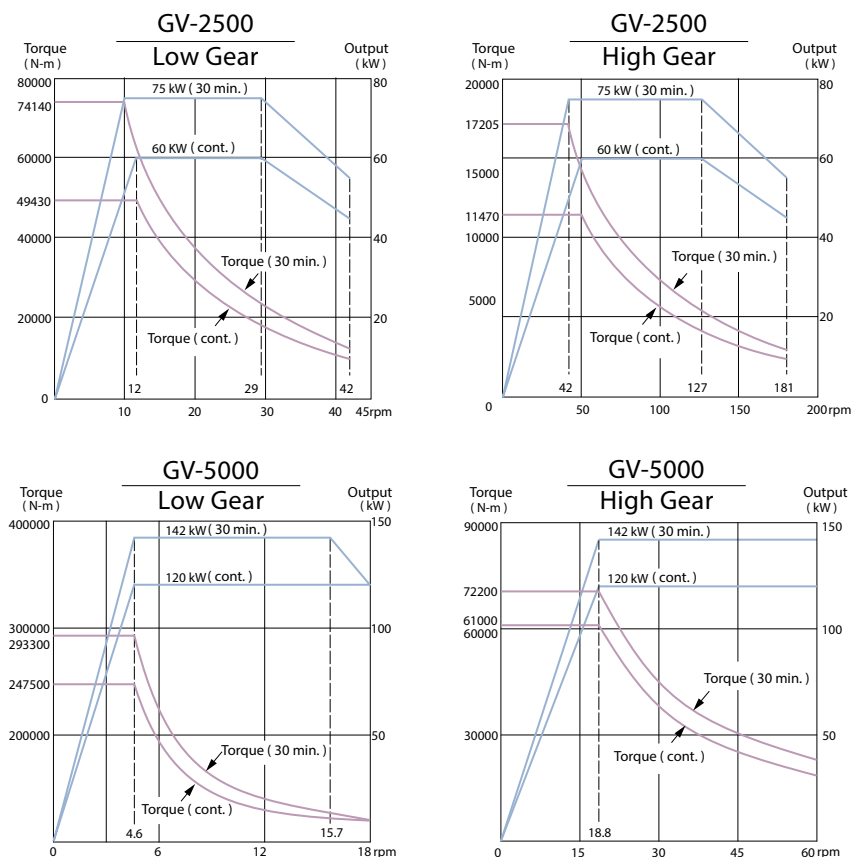 GV-2500
Low Gear
Torque
( N-m )
Output
( kW )
80000
74140
60000
49430
40000
20000
0
80
60
40
20
75 kW ( 30 min. )
60 KW ( cont. )
Torque ( 30 min. )
Torque ( cont. )
12
29
42
10
20
30
40
45rpm
GV-2500
High Gear
Torque
( N-m )
Output
( kW )
20000
17205
15000
11470
10000
5000
0
80
60
40
20
75 kW ( 30 min. )
60 kW ( cont. )
Torque ( 30 min. )
Torque ( cont. )
42
127
181
50
100
150
200rpm
GV-5000
Low Gear
Torque
( N-m )
Output
( kW )
400000
300000
293300
247500
200000
0
150
100
50
142 kW ( 30 min. )
120 kW ( cont. )
Torque ( 30 min. )
Torque ( cont. )
4.6
15.7
6
12
18rpm
GV-5000
High Gear
Torque
( N-m )
Output
( kW )
90000
72200
61000
60000
30000
0
150
100
50
142 kW ( 30 min. )
120 kW ( cont. )
Torque ( 30 min. )
Torque ( cont. )
18.8
15
30
45
60 rpm